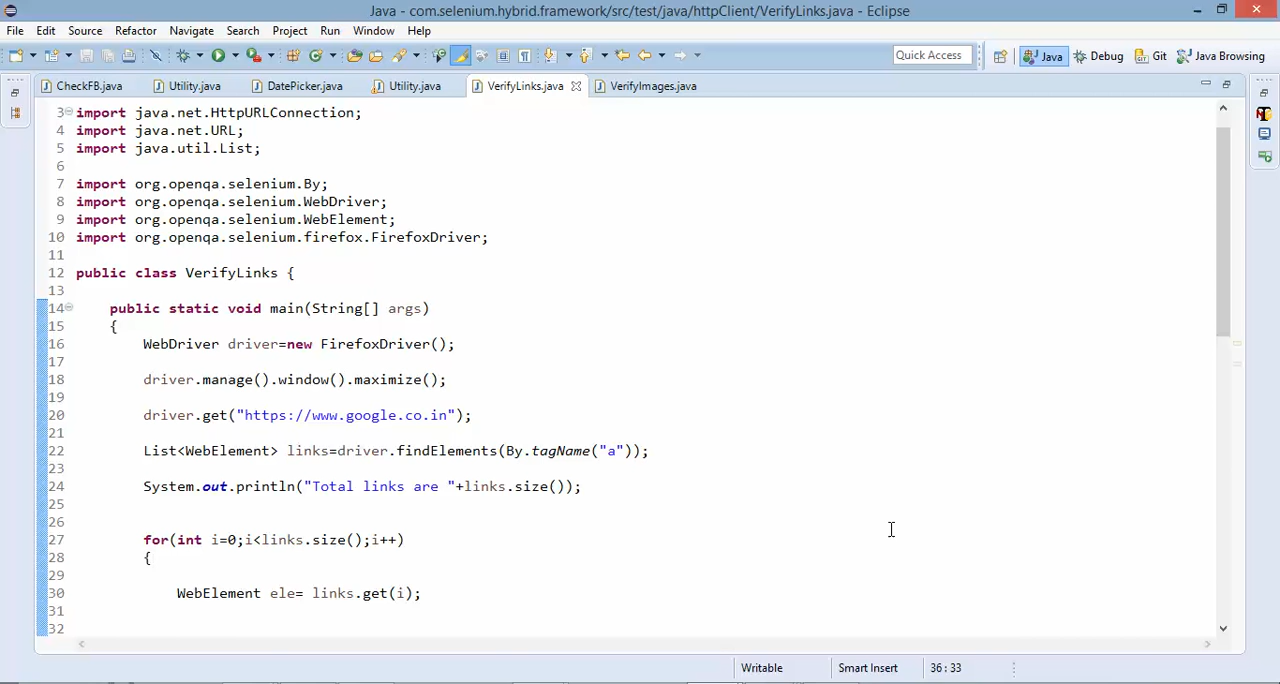 Java - com.selenium.hybrid.framework/src/test/java/httpClient/VerifyLinks.java - Eclipse
File Edit Source Refactor Navigate Search Project Run Window Help
Quick Access Java Debug Git Java Browsing
CheckFB.java Utility.java DatePicker.java Utility.java VerifyLinks.java VerifyImages.java
3 import java.net.HttpURLConnection;
4 import java.net.URL;
5 import java.util.List;
6
7 import org.openqa.selenium.By;
8 import org.openqa.selenium.WebDriver;
9 import org.openqa.selenium.WebElement;
10 import org.openqa.selenium.firefox.FirefoxDriver;
11
12 public class VerifyLinks {
13
14 public static void main(String[] args)
15 {
16 WebDriver driver=new FirefoxDriver();
17
18 driver.manage().window().maximize();
19
20 driver.get("https://www.google.co.in");
21
22 List<WebElement> links=driver.findElements(By.tagName("a"));
23
24 System.out.println("Total links are "+links.size());
25
26
27 for(int i=0;i<links.size();i++)
28 {
29
30 WebElement ele= links.get(i);
31
32
Writable Smart Insert 36 : 33